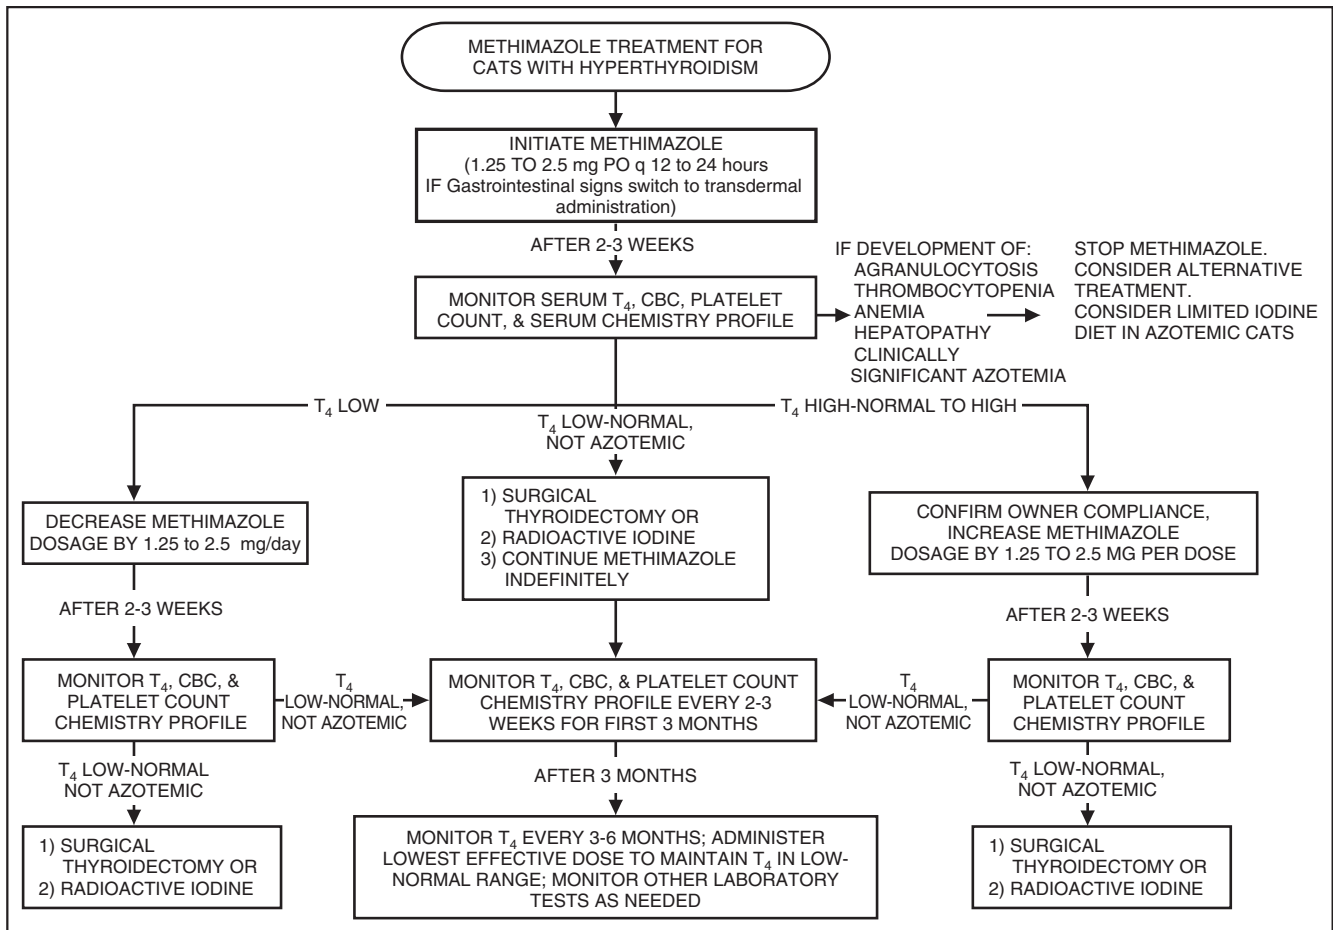 METHIMAZOLE TREATMENT FOR
CATS WITH HYPERTHYROIDISM
INITIATE METHIMAZOLE
(1.25 TO 2.5 mg PO q 12 to 24 hours
IF Gastrointestinal signs switch to transdermal
administration)
AFTER 2-3 WEEKS
MONITOR SERUM T₄, CBC, PLATELET
COUNT, & SERUM CHEMISTRY PROFILE
IF DEVELOPMENT OF:
AGRANULOCYTOSIS
THROMBOCYTOPENIA
ANEMIA
HEPATOPATHY
CLINICALLY
SIGNIFICANT AZOTEMIA
STOP METHIMAZOLE.
CONSIDER ALTERNATIVE
TREATMENT.
CONSIDER LIMITED IODINE
DIET IN AZOTEMIC CATS
T₄ LOW
T₄ LOW-NORMAL,
NOT AZOTEMIC
T₄ HIGH-NORMAL TO HIGH
DECREASE METHIMAZOLE
DOSAGE BY 1.25 to 2.5 mg/day
1) SURGICAL
THYROIDECTOMY OR
2) RADIOACTIVE IODINE
3) CONTINUE METHIMAZOLE
INDEFINITELY
CONFIRM OWNER COMPLIANCE,
INCREASE METHIMAZOLE
DOSAGE BY 1.25 TO 2.5 MG PER DOSE
AFTER 2-3 WEEKS
AFTER 2-3 WEEKS
MONITOR T₄, CBC, &
PLATELET COUNT
CHEMISTRY PROFILE
T₄
LOW-NORMAL,
NOT AZOTEMIC
MONITOR T₄, CBC, & PLATELET COUNT
CHEMISTRY PROFILE EVERY 2-3
WEEKS FOR FIRST 3 MONTHS
T₄
LOW-NORMAL,
NOT AZOTEMIC
MONITOR T₄, CBC, &
PLATELET COUNT
CHEMISTRY PROFILE
T₄ LOW-NORMAL
NOT AZOTEMIC
AFTER 3 MONTHS
T₄ LOW-NORMAL,
NOT AZOTEMIC
1) SURGICAL
THYROIDECTOMY OR
2) RADIOACTIVE IODINE
MONITOR T₄ EVERY 3-6 MONTHS; ADMINISTER
LOWEST EFFECTIVE DOSE TO MAINTAIN T₄ IN LOW-
NORMAL RANGE; MONITOR OTHER LABORATORY
TESTS AS NEEDED
1) SURGICAL
THYROIDECTOMY OR
2) RADIOACTIVE IODINE